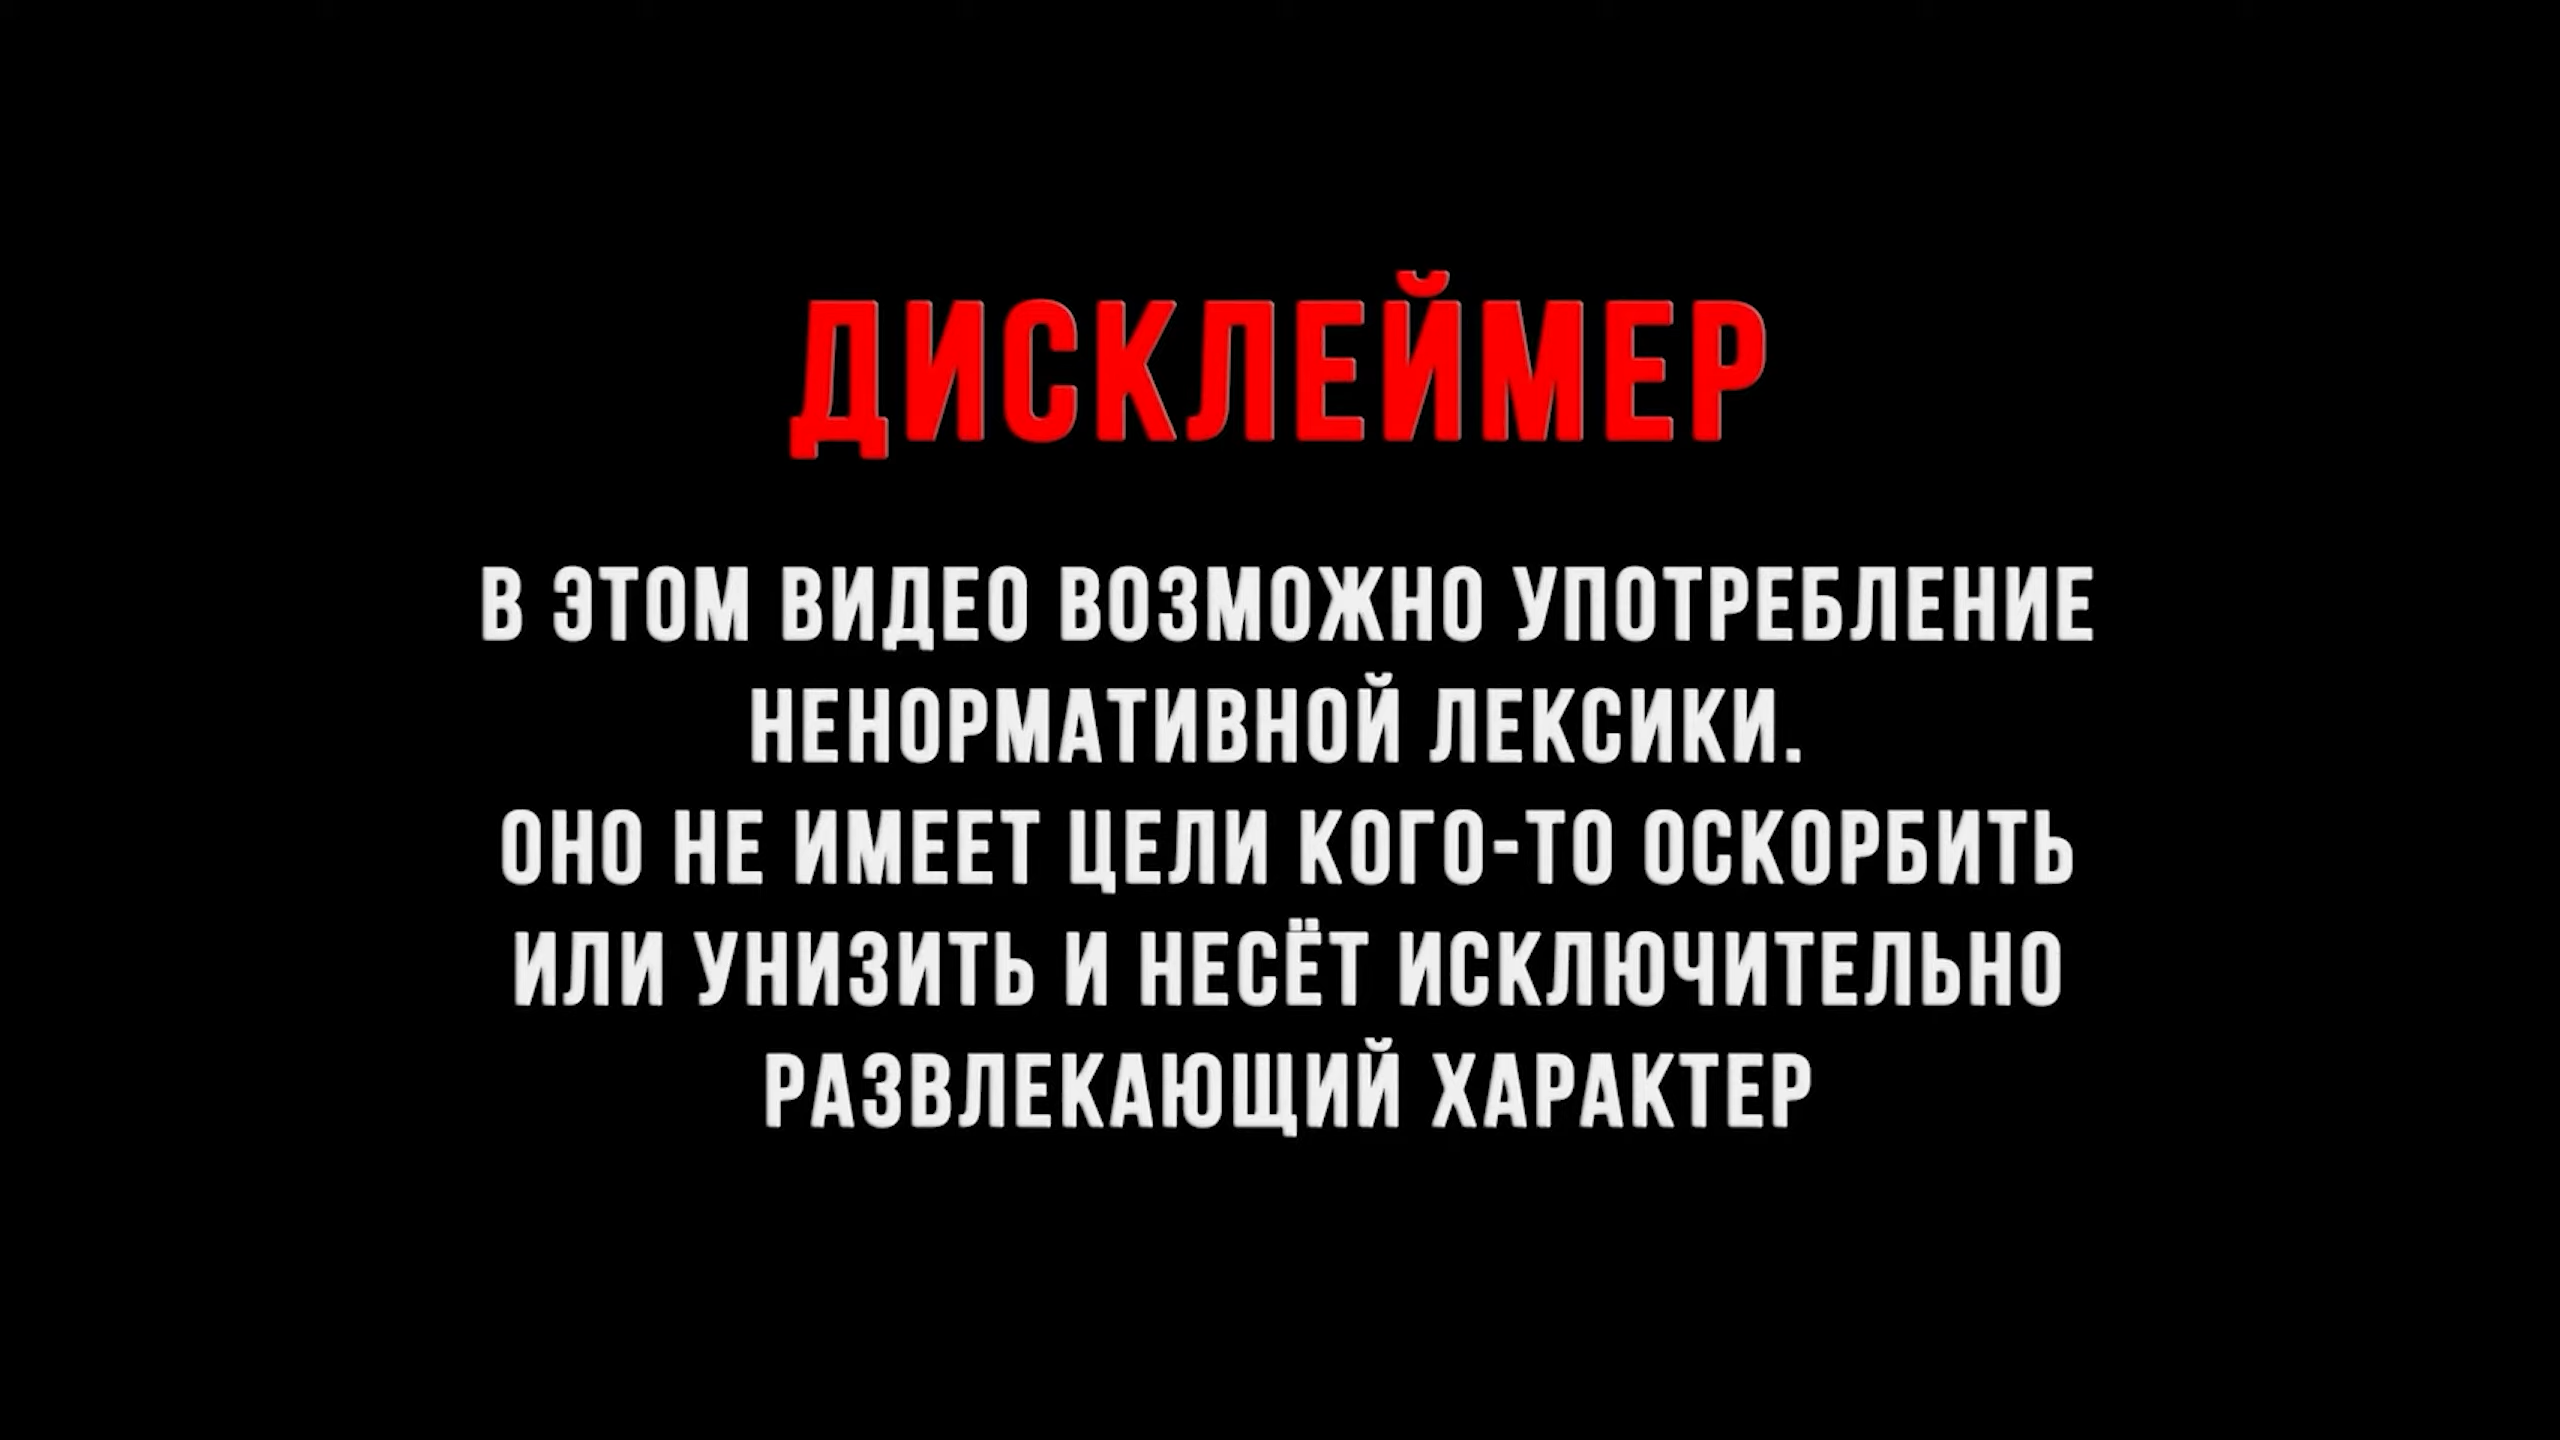 ДИСКЛЕЙМЕР
В ЭТОМ ВИДЕО ВОЗМОЖНО УПОТРЕБЛЕНИЕ
НЕНОРМАТИВНОЙ ЛЕКСИКИ.
ОНО НЕ ИМЕЕТ ЦЕЛИ КОГО-ТО ОСКОРБИТЬ
ИЛИ УНИЗИТЬ И НЕСЁТ ИСКЛЮЧИТЕЛЬНО
РАЗВЛЕКАЮЩИЙ ХАРАКТЕР